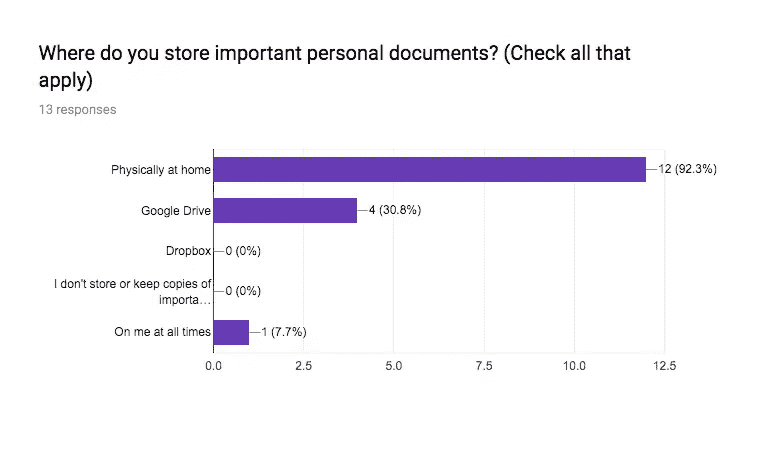 Where do you store important personal documents? (Check all that
apply)
13 responses
Physically at home 12 (92.3%)
Google Drive 4 (30.8%)
Dropbox 0 (0%)
I don't store or keep copies of
importa… 0 (0%)
On me at all times 1 (7.7%)
0.0 2.5 5.0 7.5 10.0 12.5